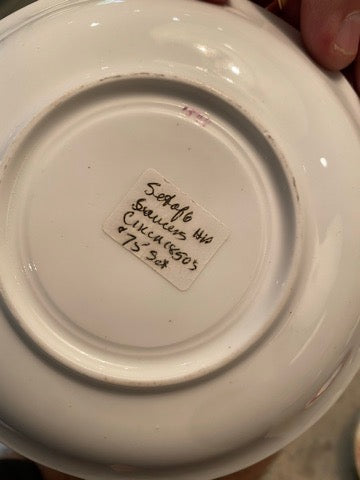 Set of 6 HP
Saucers
Circa 1850's
$75 Set